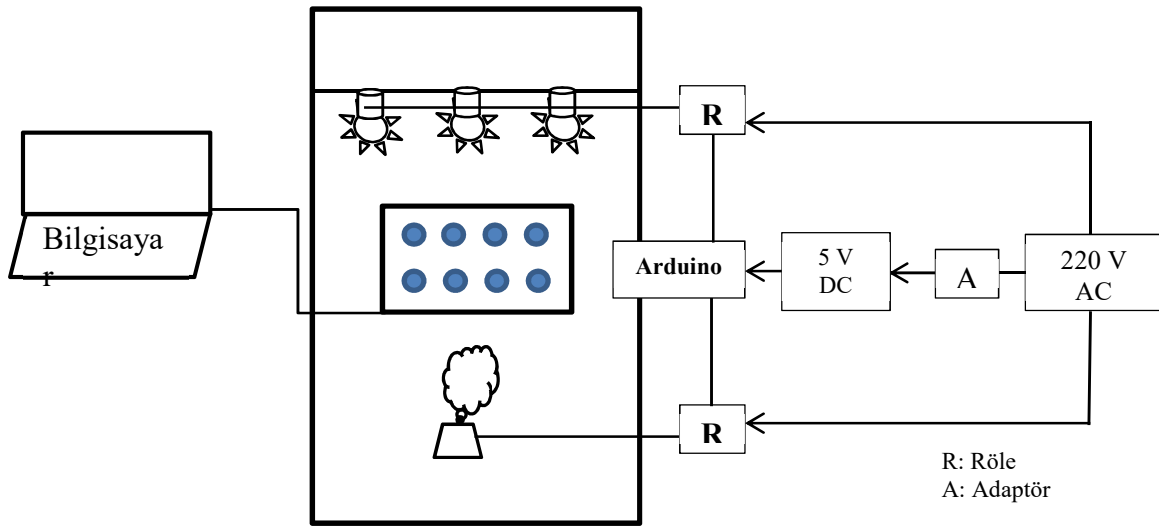 R
Bilgisaya
r
Arduino
5 V
DC
A
220 V
AC
R
R: Röle
A: Adaptör